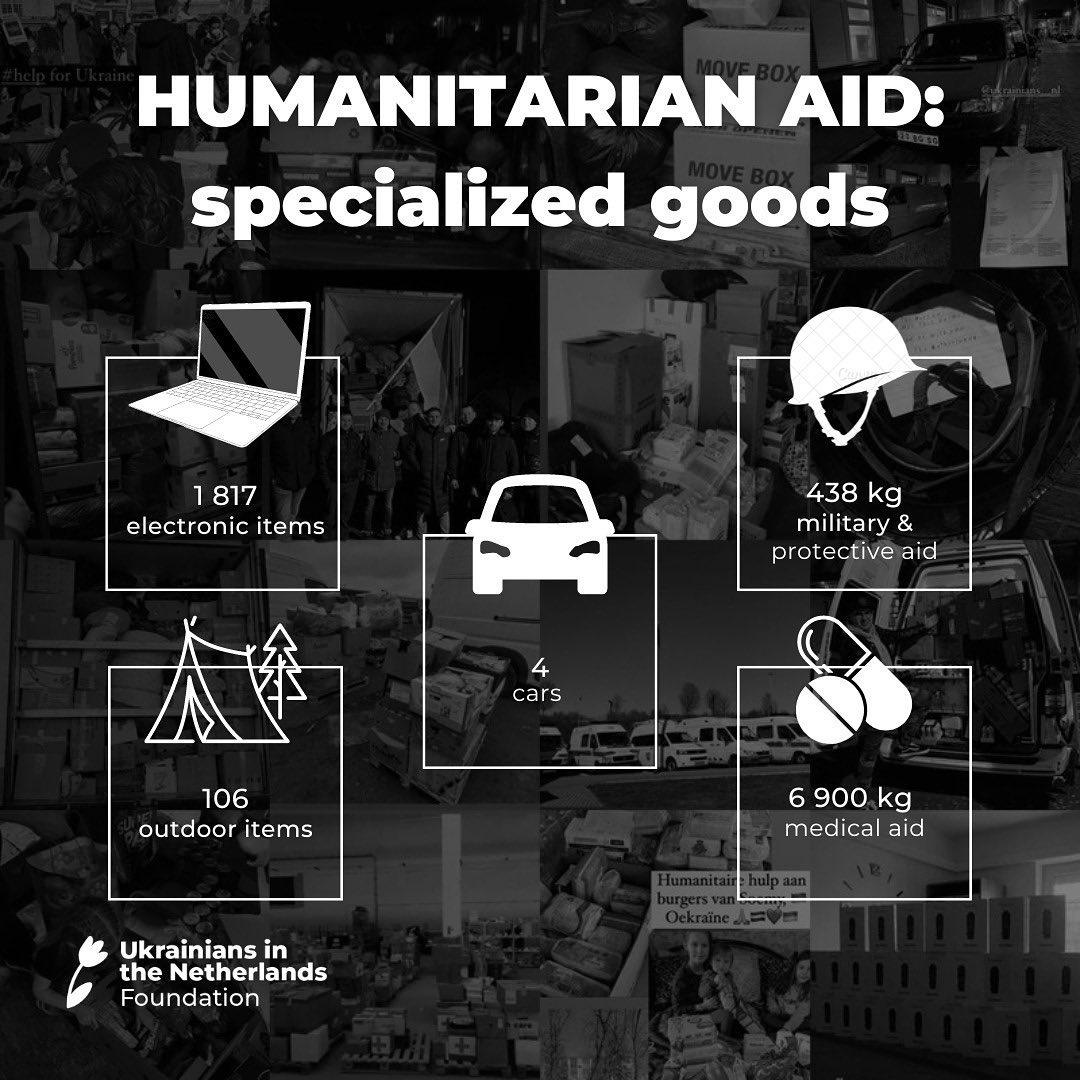 #help for Ukraine
HUMANITARIAN AID:
specialized goods
MOVE BOX
MOVE BOX
@ukrainians_nl
1 817
electronic items
438 kg
military &
protective aid
4
cars
106
outdoor items
6 900 kg
medical aid
Humanitaire hulp aan
burgers van Soemy,
Oekraïne 🙏
Ukrainians in
the Netherlands
Foundation